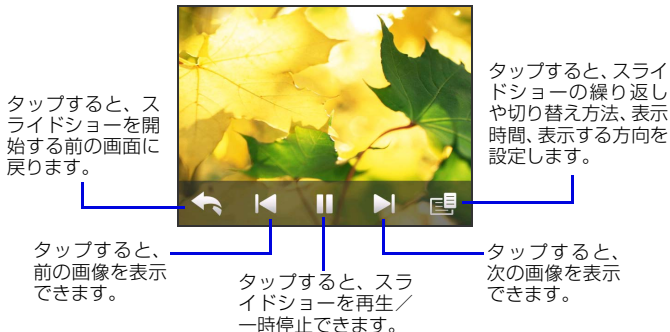 タップすると、ス
ライドショーを開
始する前の画面に
戻ります。
タップすると、スライ
ドショーの繰り返し
や切り替え方法、表示
時間、表示する方向を
設定します。
タップすると、
前の画像を表示
できます。
タップすると、スラ
イドショーを再生／
一時停止できます。
タップすると、
次の画像を表示
できます。